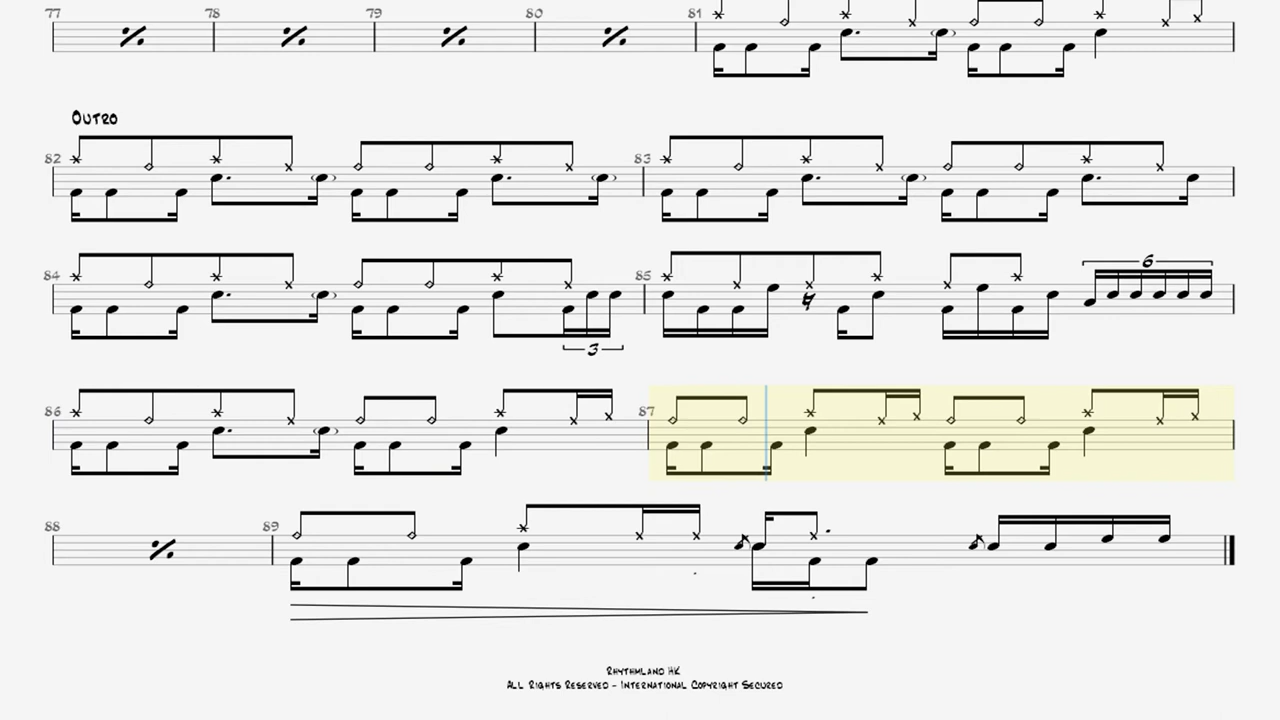 77 78 79 80 81
OUTRO
82 83
84 85 6
3
86 87
88 89
RHYTHMLAND HK
ALL RIGHTS RESERVED - INTERNATIONAL COPYRIGHT SECURED